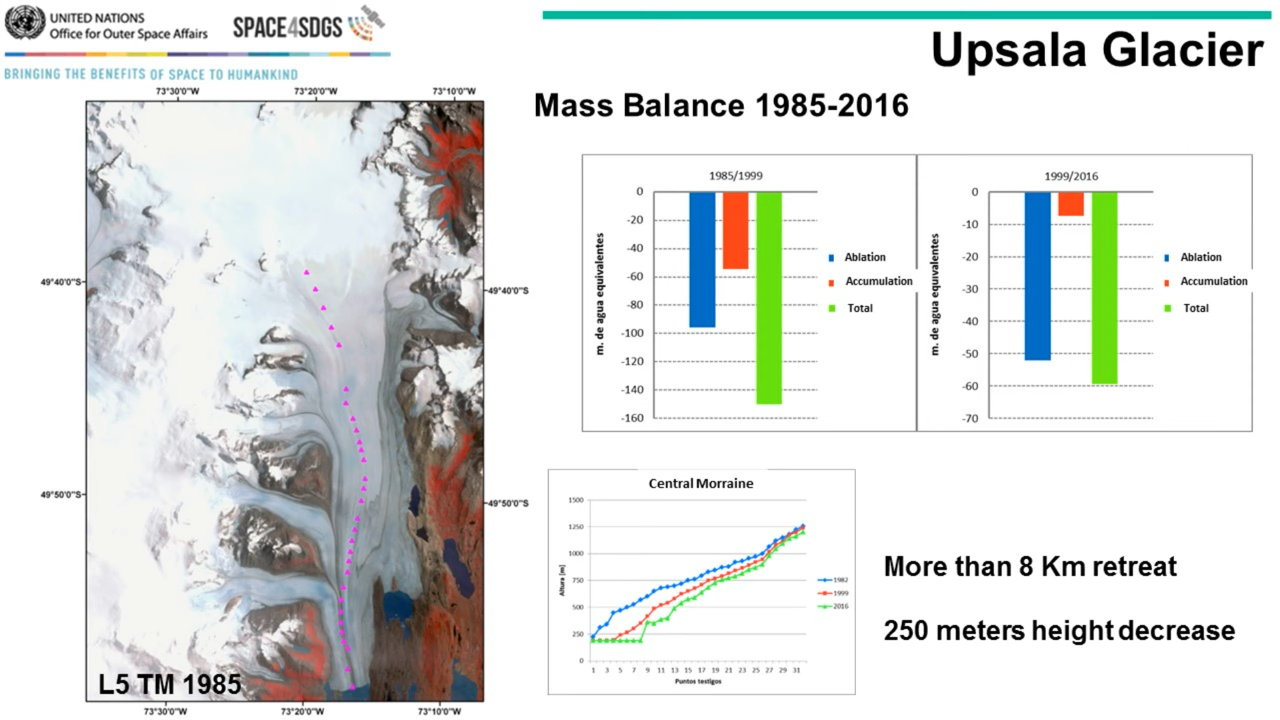 UNITED NATIONS
Office for Outer Space Affairs
SPACE4SDGS
BRINGING THE BENEFITS OF SPACE TO HUMANKIND
Upsala Glacier
Mass Balance 1985-2016
73°30'0"W 73°20'0"W 73°10'0"W
49°40'0"S 49°40'0"S
49°50'0"S 49°50'0"S
L5 TM 1985
73°30'0"W 73°20'0"W 73°10'0"W
1985/1999
m. de agua equivalentes
0
-20
-40
-60
-80
-100
-120
-140
-160
Ablation
Accumulation
Total
1999/2016
m. de agua equivalentes
0
-10
-20
-30
-40
-50
-60
-70
Ablation
Accumulation
Total
Central Morraine
Altura [m]
1500
1250
1000
750
500
250
0
1 3 5 7 9 11 13 15 17 19 21 23 25 27 29 31
Puntos testigos
1982
1999
2016
More than 8 Km retreat
250 meters height decrease